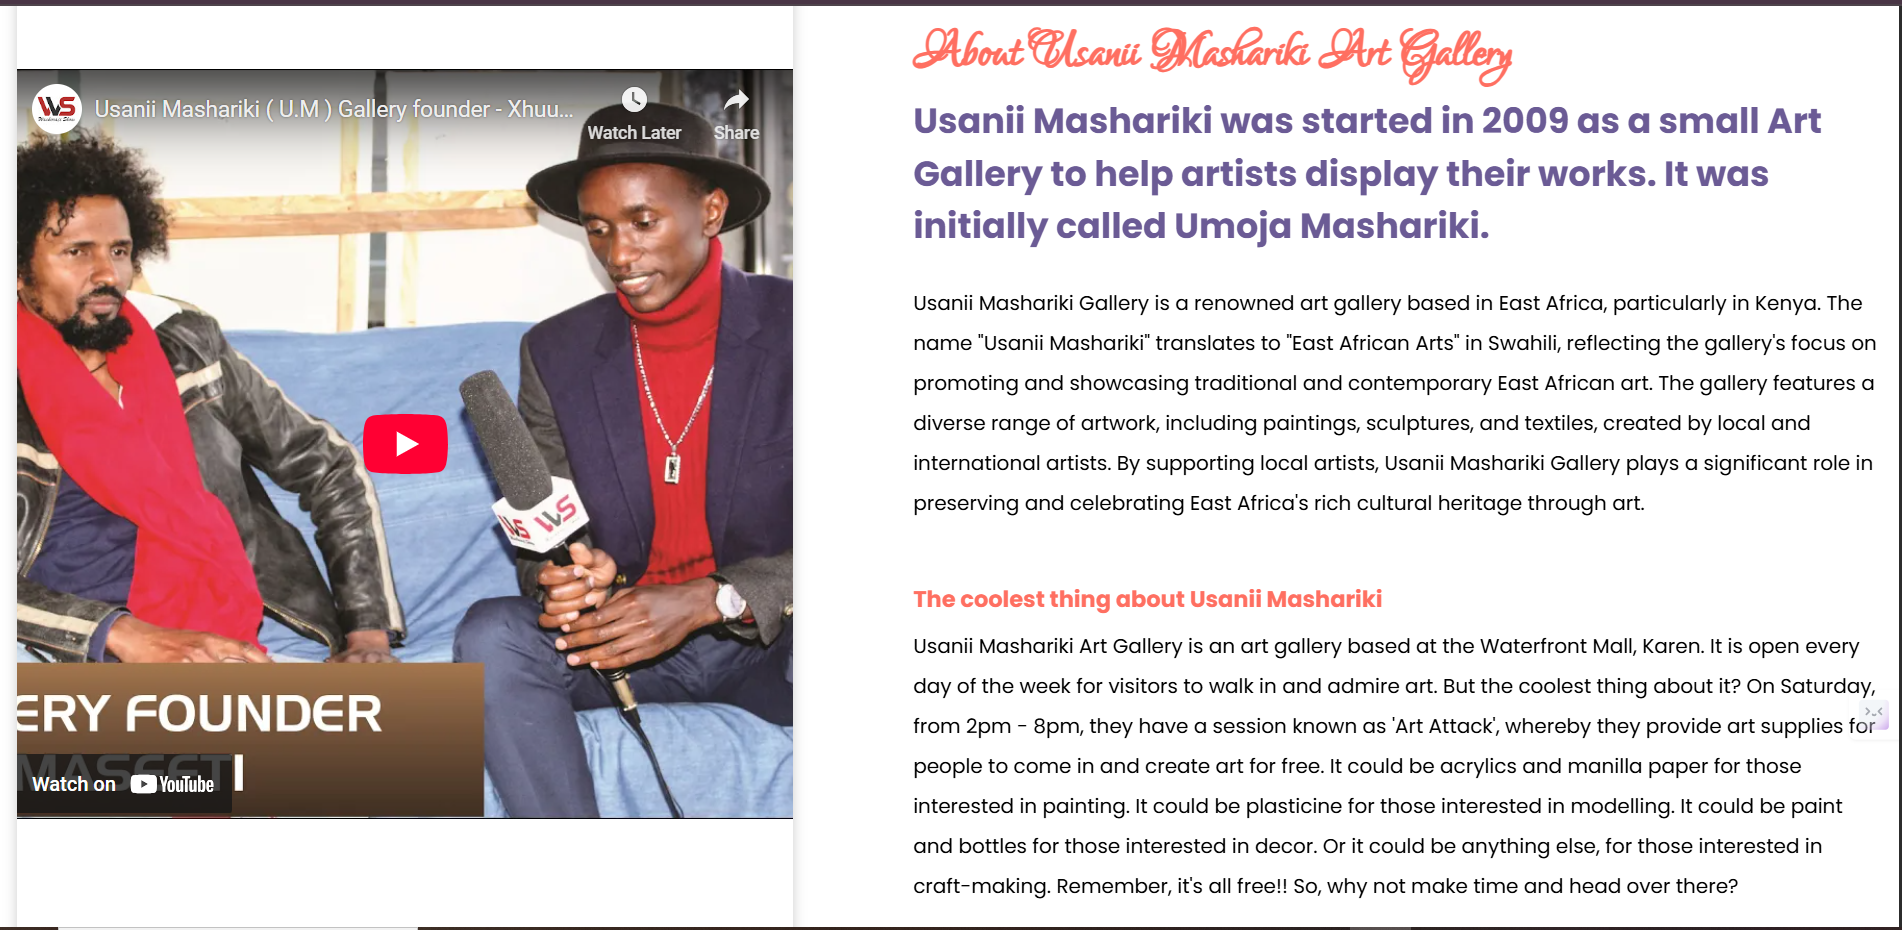 WS
Usanii Mashariki ( U.M ) Gallery founder - Xhuu...
Watch Later
Share
WS
WS
ERY FOUNDER
Watch on YouTube
About Usanii Mashariki Art Gallery
Usanii Mashariki was started in 2009 as a small Art
Gallery to help artists display their works. It was
initially called Umoja Mashariki.
Usanii Mashariki Gallery is a renowned art gallery based in East Africa, particularly in Kenya. The
name "Usanii Mashariki" translates to "East African Arts" in Swahili, reflecting the gallery's focus on
promoting and showcasing traditional and contemporary East African art. The gallery features a
diverse range of artwork, including paintings, sculptures, and textiles, created by local and
international artists. By supporting local artists, Usanii Mashariki Gallery plays a significant role in
preserving and celebrating East Africa's rich cultural heritage through art.
The coolest thing about Usanii Mashariki
Usanii Mashariki Art Gallery is an art gallery based at the Waterfront Mall, Karen. It is open every
day of the week for visitors to walk in and admire art. But the coolest thing about it? On Saturday,
from 2pm - 8pm, they have a session known as 'Art Attack', whereby they provide art supplies for
people to come in and create art for free. It could be acrylics and manilla paper for those
interested in painting. It could be plasticine for those interested in modelling. It could be paint
and bottles for those interested in decor. Or it could be anything else, for those interested in
craft-making. Remember, it's all free!! So, why not make time and head over there?